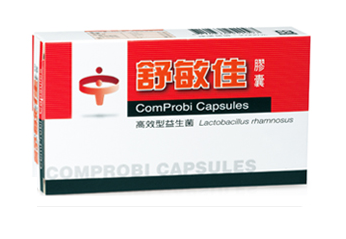 舒敏佳
膠囊
ComProbi Capsules
高效型益生菌 Lactobacillus rhamnosus
COMPROBI CAPSULES